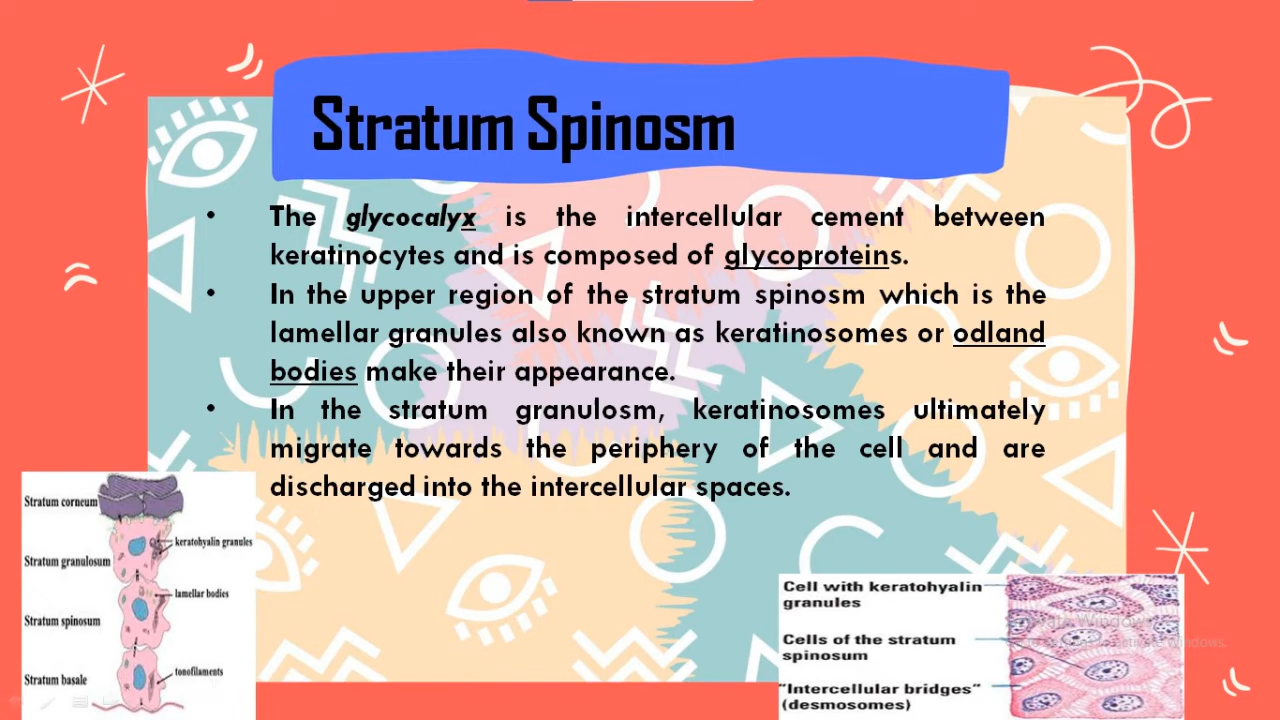 Stratum Spinosm
• The glycocalyx is the intercellular cement between
keratinocytes and is composed of glycoproteins.
• In the upper region of the stratum spinosm which is the
lamellar granules also known as keratinosomes or odland
bodies make their appearance.
• In the stratum granulosm, keratinosomes ultimately
migrate towards the periphery of the cell and are
discharged into the intercellular spaces.
Stratum corneum
keratohyalin granules
Stratum granulosum
lamellar bodies
Stratum spinosum
tonofilaments
Stratum basale
Cell with keratohyalin
granules
Cells of the stratum
spinosum
"Intercellular bridges"
(desmosomes)
Windows
Windows.